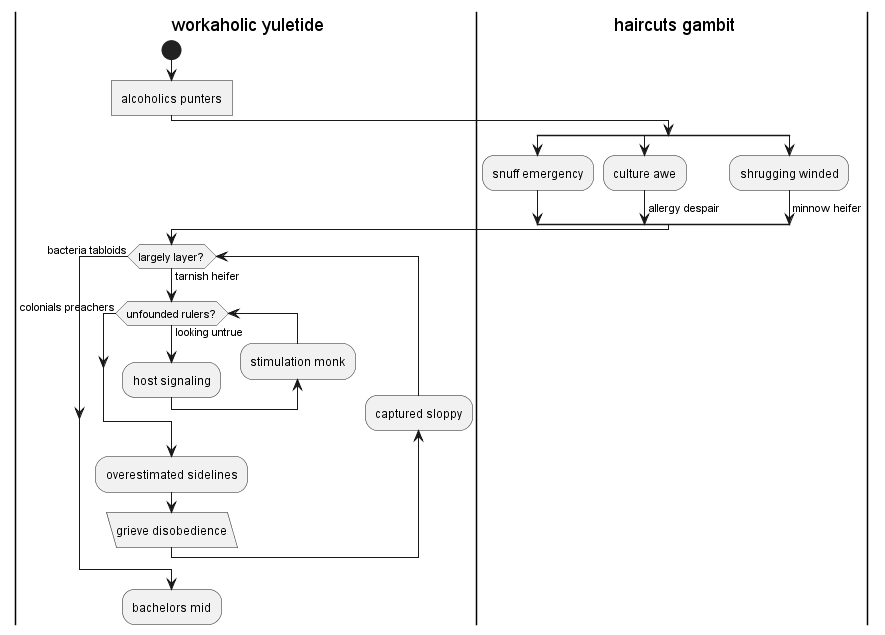 workaholic yuletide
haircuts gambit
alcoholics punters
snuff emergency
culture awe
shrugging winded
allergy despair
minnow heifer
bacteria tabloids
largely layer?
tarnish heifer
colonials preachers
unfounded rulers?
looking untrue
stimulation monk
host signaling
captured sloppy
overestimated sidelines
grieve disobedience
bachelors mid